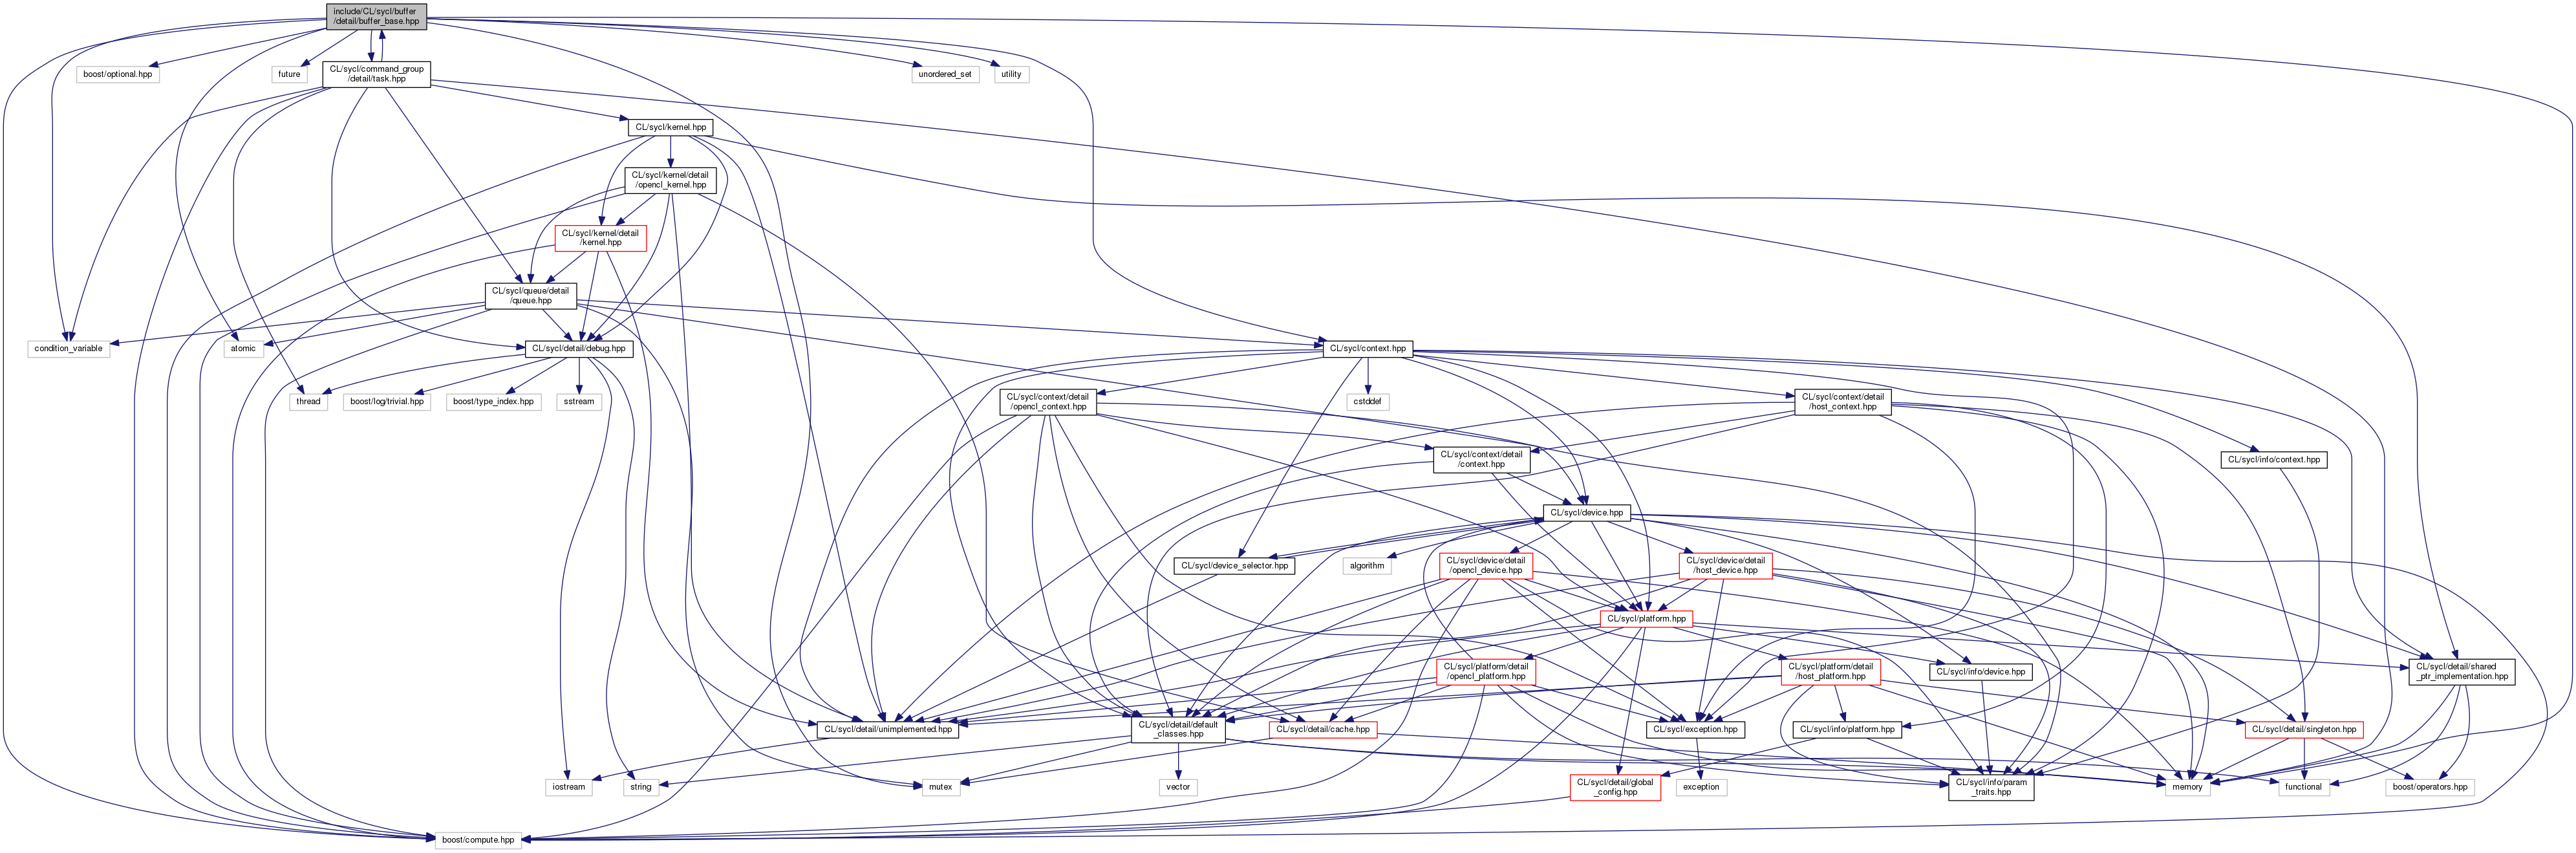 include/CL/sycl/buffer
/detail/buffer_base.hpp
boost/optional.hpp
future
CL/sycl/command_group
/detail/task.hpp
unordered_set
utility
CL/sycl/kernel.hpp
CL/sycl/kernel/detail
/opencl_kernel.hpp
CL/sycl/kernel/detail
/kernel.hpp
CL/sycl/queue/detail
/queue.hpp
condition_variable
atomic
CL/sycl/detail/debug.hpp
CL/sycl/context.hpp
thread
boost/log/trivial.hpp
boost/type_index.hpp
sstream
CL/sycl/context/detail
/opencl_context.hpp
cstddef
CL/sycl/context/detail
/host_context.hpp
CL/sycl/context/detail
/context.hpp
CL/sycl/info/context.hpp
CL/sycl/device.hpp
CL/sycl/device_selector.hpp
algorithm
CL/sycl/device/detail
/opencl_device.hpp
CL/sycl/device/detail
/host_device.hpp
CL/sycl/platform.hpp
CL/sycl/platform/detail
/opencl_platform.hpp
CL/sycl/platform/detail
/host_platform.hpp
CL/sycl/info/device.hpp
CL/sycl/detail/shared
_ptr_implementation.hpp
CL/sycl/detail/unimplemented.hpp
CL/sycl/detail/default
_classes.hpp
CL/sycl/detail/cache.hpp
CL/sycl/exception.hpp
CL/sycl/info/platform.hpp
CL/sycl/detail/singleton.hpp
iostream
string
mutex
vector
CL/sycl/detail/global
_config.hpp
exception
CL/sycl/info/param
_traits.hpp
memory
functional
boost/operators.hpp
boost/compute.hpp